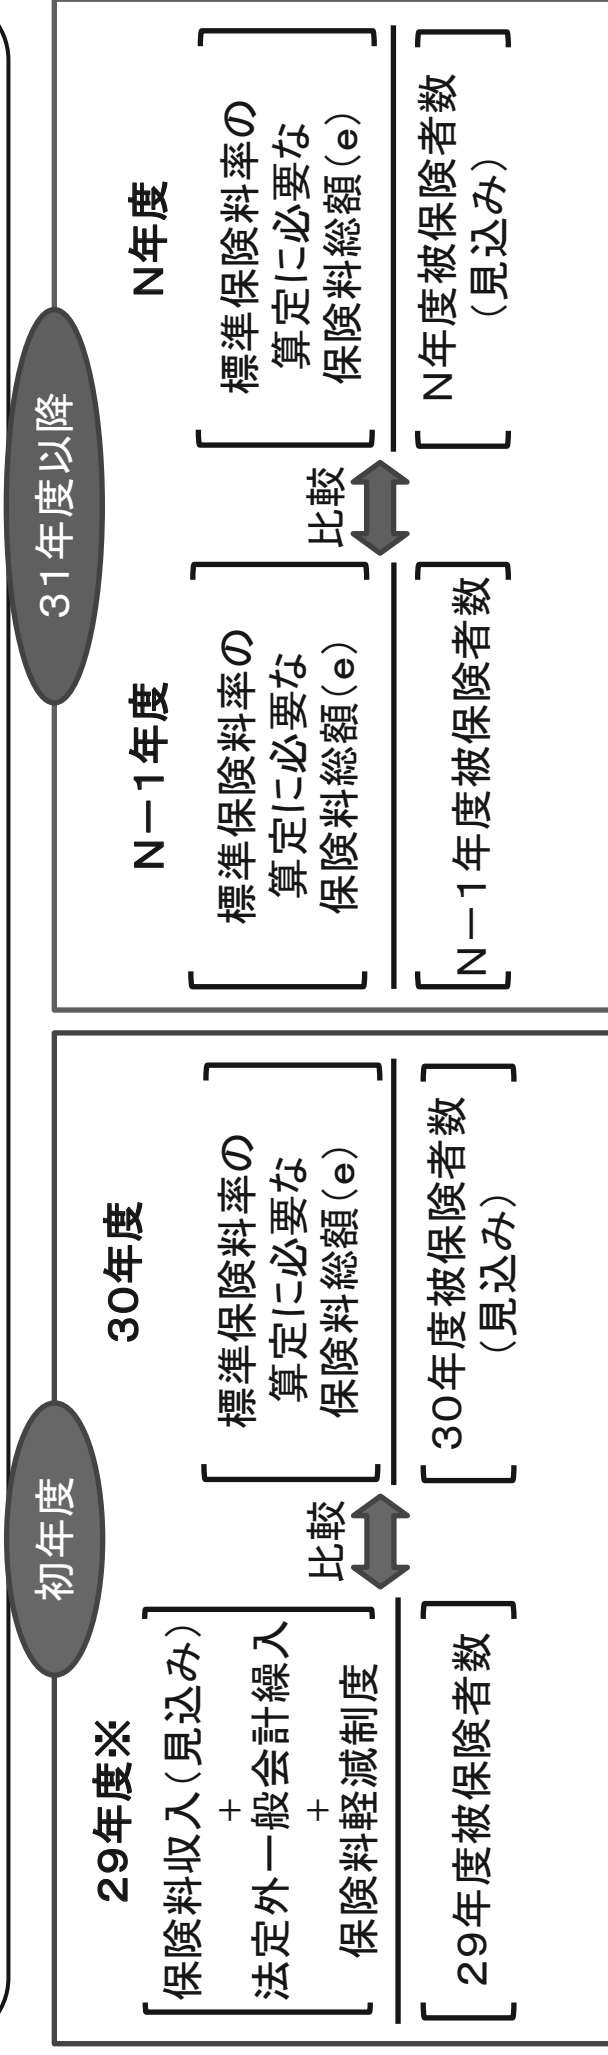 初年度
29年度※
保険料収入（見込み）
＋
法定外一般会計繰入
＋
保険料軽減制度
29年度被保険者数
比較
30年度
標準保険料率の
算定に必要な
保険料総額（e）
30年度被保険者数
（見込み）
31年度以降
N－1年度
標準保険料率の
算定に必要な
保険料総額（e）
N－1年度被保険者数
比較
N年度
標準保険料率の
算定に必要な
保険料総額（e）
N年度被保険者数
（見込み）